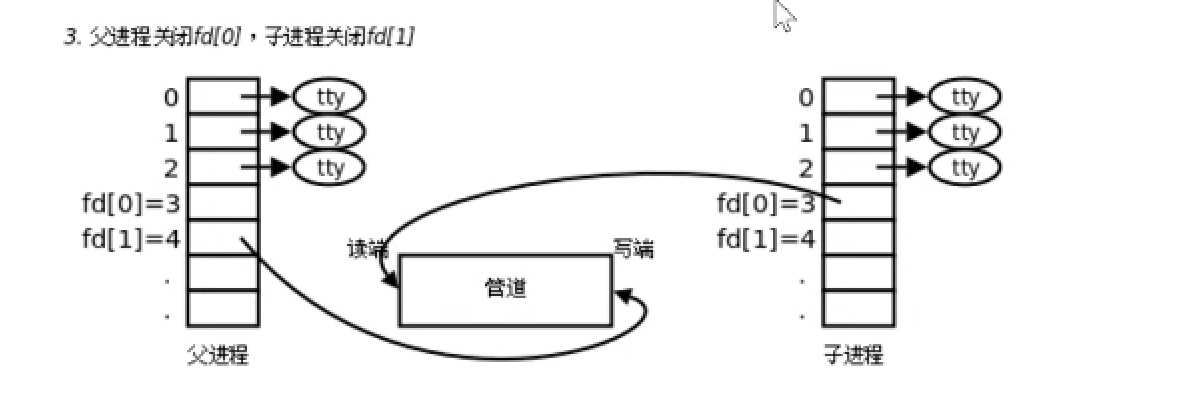 3. 父进程关闭fd[0]，子进程关闭fd[1]
0 tty
1 tty
2 tty
fd[0]=3
fd[1]=4
.
.
父进程
读端
管道
写端
0 tty
1 tty
2 tty
fd[0]=3
fd[1]=4
.
.
子进程